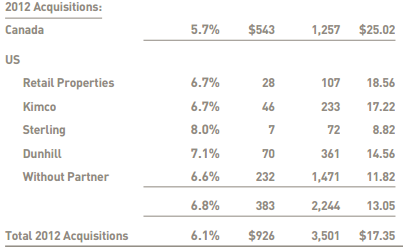 2012 Acquisitions:
Canada 5.7% $543 1,257 $25.02
US
Retail Properties 6.7% 28 107 18.56
Kimco 6.7% 46 233 17.22
Sterling 8.0% 7 72 8.82
Dunhill 7.1% 70 361 14.56
Without Partner 6.6% 232 1,471 11.82
6.8% 383 2,244 13.05
Total 2012 Acquisitions 6.1% $926 3,501 $17.35